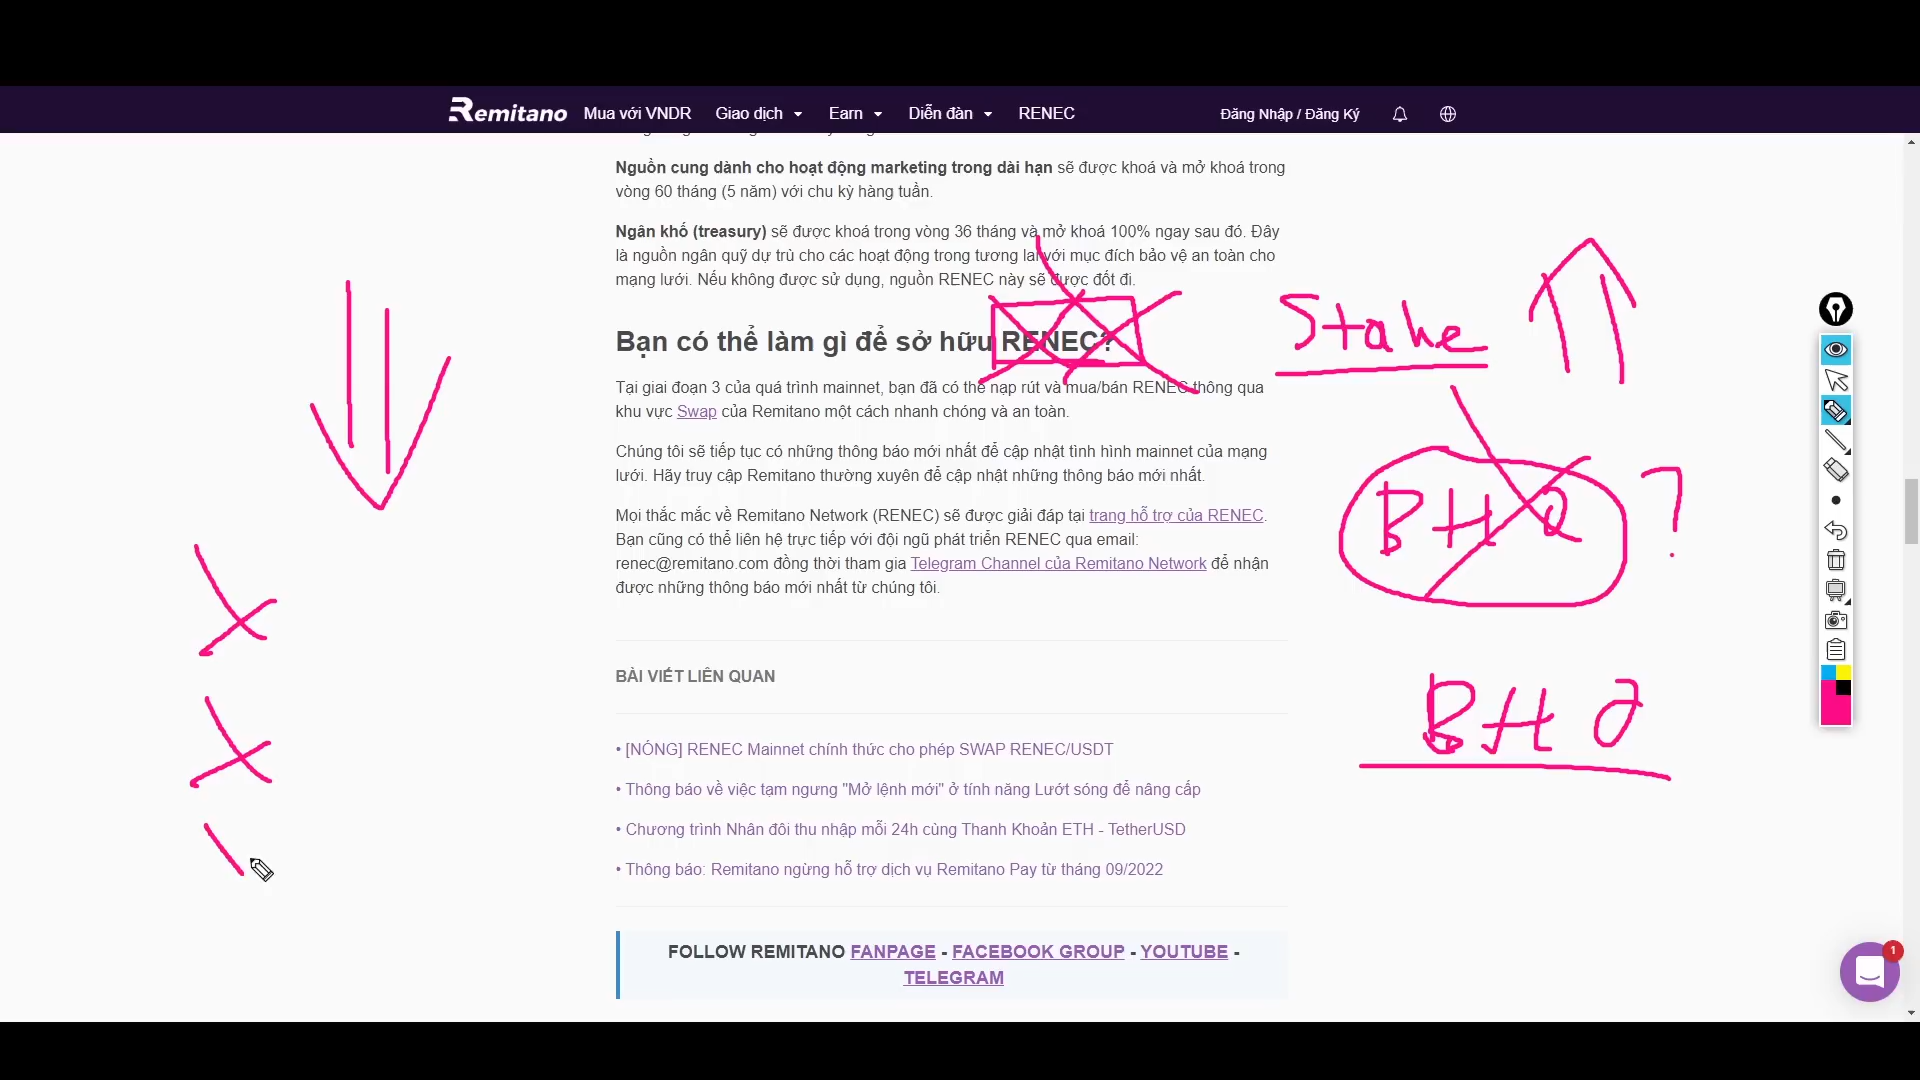 Remitano Mua với VNDR Giao dịch Earn Diễn đàn RENEC Đăng Nhập / Đăng Ký
Nguồn cung dành cho hoạt động marketing trong dài hạn sẽ được khoá và mở khoá trong
vòng 60 tháng (5 năm) với chu kỳ hàng tuần.
Ngân khố (treasury) sẽ được khoá trong vòng 36 tháng và mở khoá 100% ngay sau đó. Đây
là nguồn ngân quỹ dự trù cho các hoạt động trong tương lai với mục đích bảo vệ an toàn cho
mạng lưới. Nếu không được sử dụng, nguồn RENEC này sẽ được đốt đi.
Bạn có thể làm gì để sở hữu RENEC?
Stake
Tại giai đoạn 3 của quá trình mainnet, bạn đã có thể nạp rút và mua/bán RENEC thông qua
khu vực Swap của Remitano một cách nhanh chóng và an toàn.
Chúng tôi sẽ tiếp tục có những thông báo mới nhất để cập nhật tình hình mainnet của mạng
lưới. Hãy truy cập Remitano thường xuyên để cập nhật những thông báo mới nhất.
Mọi thắc mắc về Remitano Network (RENEC) sẽ được giải đáp tại trang hỗ trợ của RENEC.
Bạn cũng có thể liên hệ trực tiếp với đội ngũ phát triển RENEC qua email:
renec@remitano.com đồng thời tham gia Telegram Channel của Remitano Network để nhận
được những thông báo mới nhất từ chúng tôi.
BÀI VIẾT LIÊN QUAN
• [NÓNG] RENEC Mainnet chính thức cho phép SWAP RENEC/USDT
• Thông báo về việc tạm ngưng "Mở lệnh mới" ở tính năng Lướt sóng để nâng cấp
• Chương trình Nhân đôi thu nhập mỗi 24h cùng Thanh Khoản ETH - TetherUSD
• Thông báo: Remitano ngừng hỗ trợ dịch vụ Remitano Pay từ tháng 09/2022
FOLLOW REMITANO FANPAGE - FACEBOOK GROUP - YOUTUBE -
TELEGRAM
1